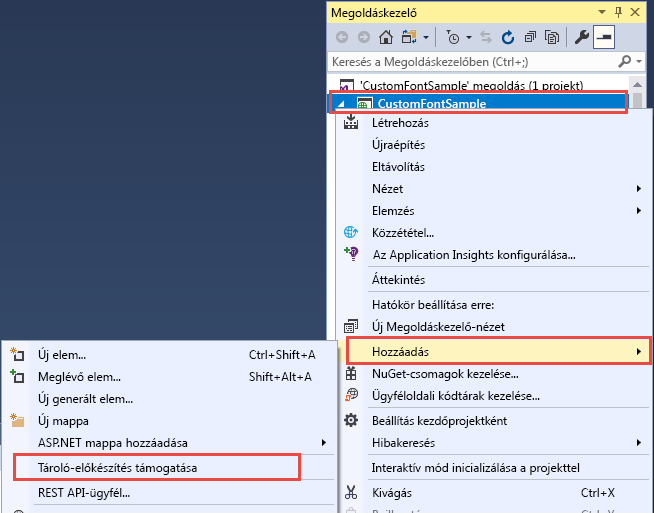 Megoldáskezelő
Keresés a Megoldáskezelőben (Ctrl+;)
'CustomFontSample' megoldás (1 projekt)
CustomFontSample
Létrehozás
Újraépítés
Eltávolítás
Nézet
Elemzés
Közzététel...
Az Application Insights konfigurálása...
Áttekintés
Hatókör beállítása erre:
Új Megoldáskezelő-nézet
Hozzáadás
NuGet-csomagok kezelése...
Ügyféloldali kódtárak kezelése...
Beállítás kezdőprojektként
Hibakeresés
Interaktív mód inicializálása a projekttel
Kivágás Ctrl+X
Új elem... Ctrl+Shift+A
Meglévő elem... Shift+Alt+A
Új generált elem...
Új mappa
ASP.NET mappa hozzáadása
Tároló-előkészítés támogatása
REST API-ügyfél...